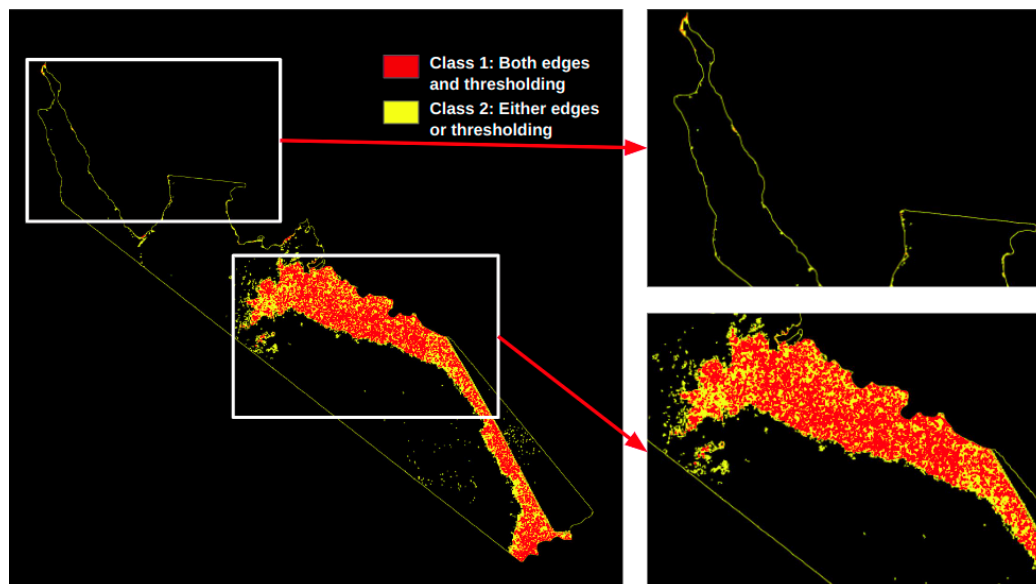 Class 1: Both edges
and thresholding
Class 2: Either edges
or thresholding